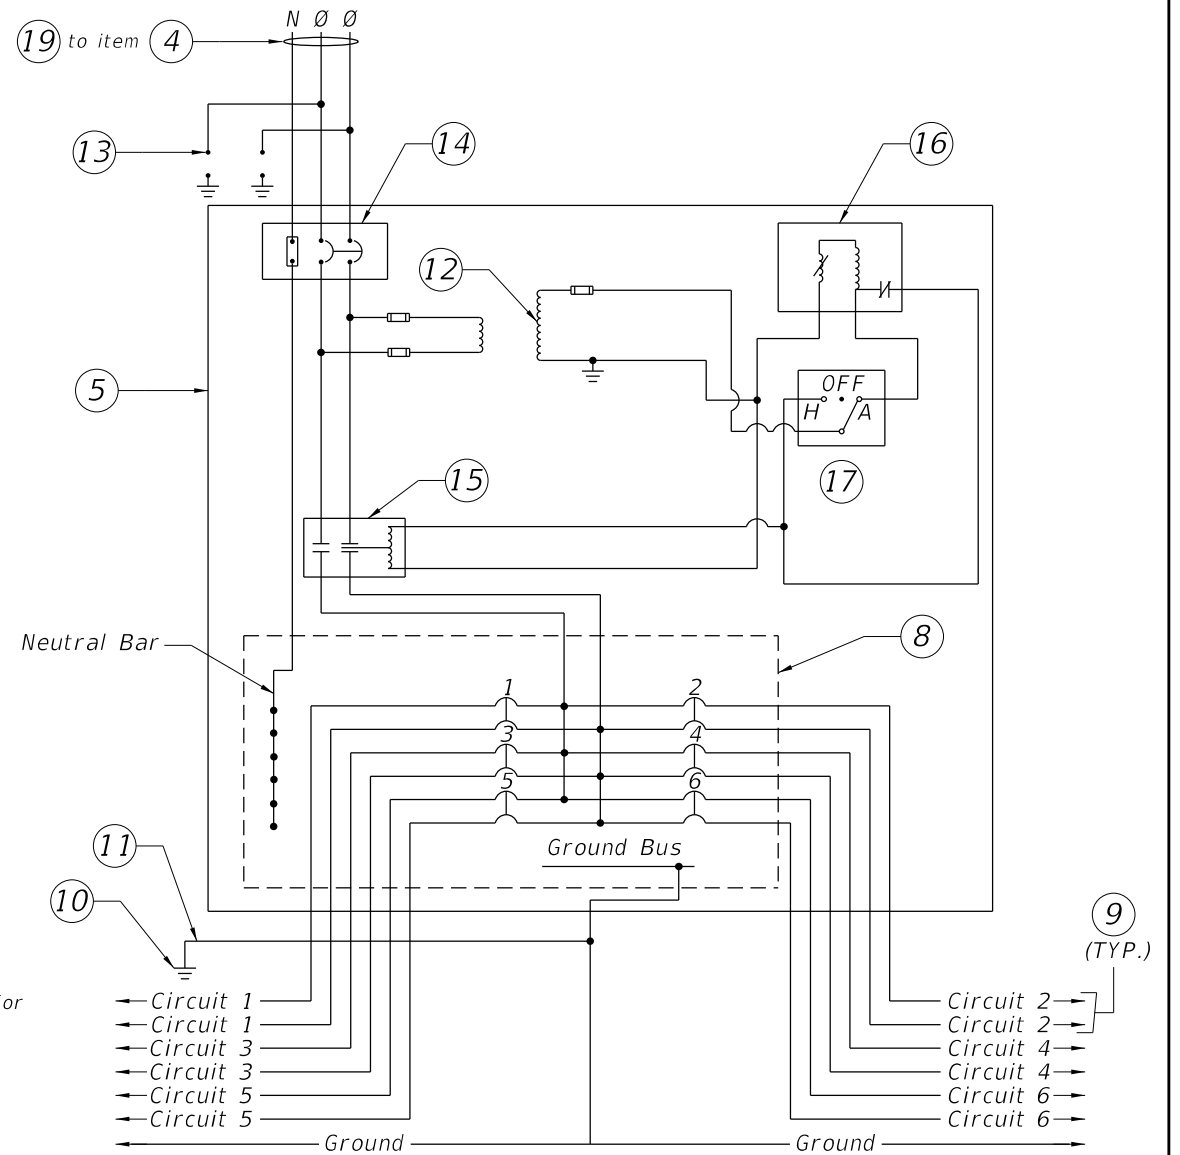 N Ø Ø
19 to item 4
13
14
16
12
5
OFF
H A
17
15
Neutral Bar
8
1 2
3 4
5 6
Ground Bus
11
10
9
(TYP.)
Circuit 1 Circuit 2
Circuit 1 Circuit 2
Circuit 3 Circuit 4
Circuit 3 Circuit 4
Circuit 5 Circuit 6
Circuit 5 Circuit 6
Ground Ground